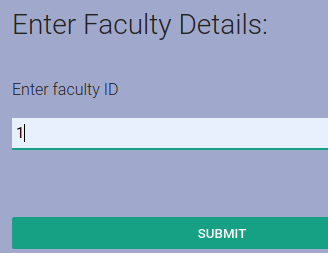 Enter Faculty Details:
Enter faculty ID
1
SUBMIT